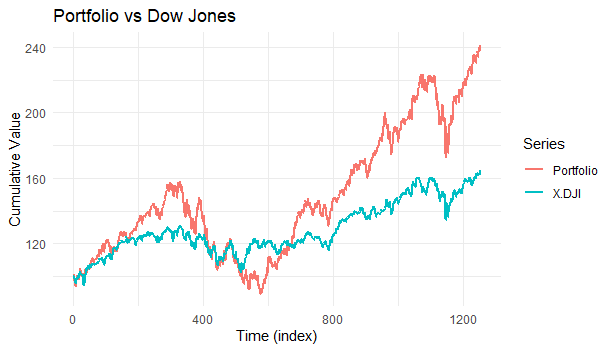 Portfolio vs Dow Jones
240
200
160
120
Cumulative Value
0
400
800
1200
Time (index)
Series
Portfolio
X.DJI